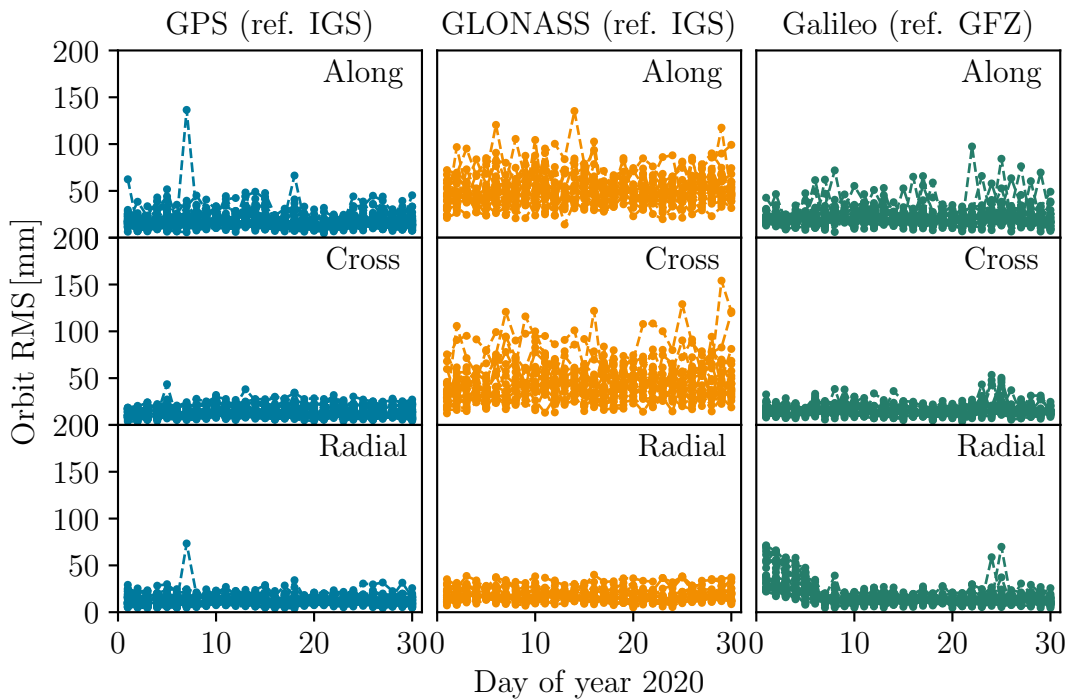 GPS (ref. IGS) GLONASS (ref. IGS) Galileo (ref. GFZ)
200 Along Along Along
150
100
50
200 Cross Cross Cross
150
100
50
200 Radial Radial Radial
150
100
50
0
Orbit RMS [mm]
0 10 20 30 10 20 30 10 20 30
Day of year 2020